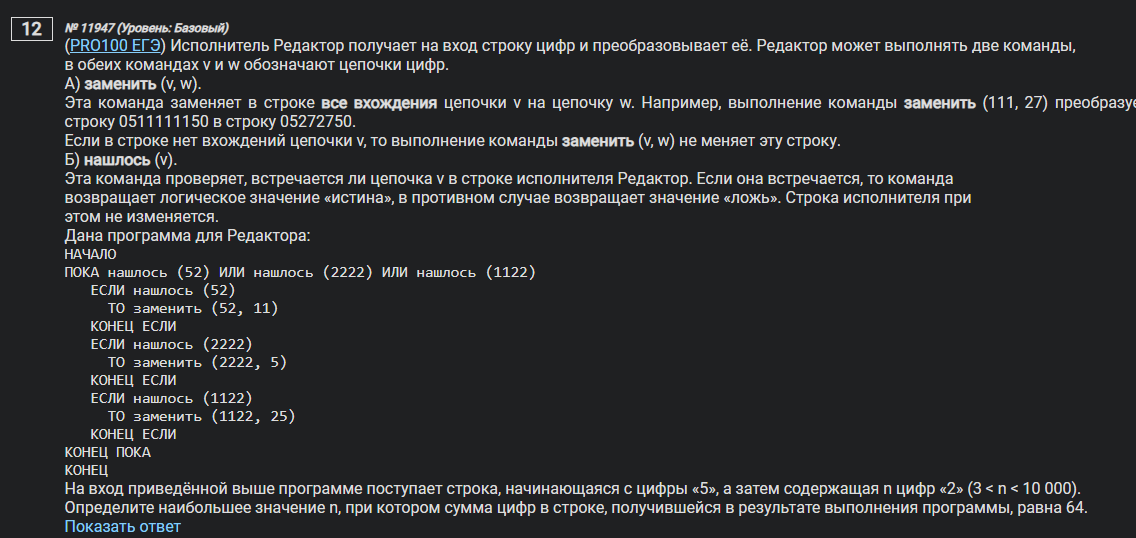 12
№ 11947 (Уровень: Базовый)
(PRO100 ЕГЭ) Исполнитель Редактор получает на вход строку цифр и преобразовывает её. Редактор может выполнять две команды,
в обеих командах v и w обозначают цепочки цифр.
А) заменить (v, w).
Эта команда заменяет в строке все вхождения цепочки v на цепочку w. Например, выполнение команды заменить (111, 27) преобразуе
строку 0511111150 в строку 05272750.
Если в строке нет вхождений цепочки v, то выполнение команды заменить (v, w) не меняет эту строку.
Б) нашлось (v).
Эта команда проверяет, встречается ли цепочка v в строке исполнителя Редактор. Если она встречается, то команда
возвращает логическое значение «истина», в противном случае возвращает значение «ложь». Строка исполнителя при
этом не изменяется.
Дана программа для Редактора:
НАЧАЛО
ПОКА нашлось (52) ИЛИ нашлось (2222) ИЛИ нашлось (1122)
ЕСЛИ нашлось (52)
ТО заменить (52, 11)
КОНЕЦ ЕСЛИ
ЕСЛИ нашлось (2222)
ТО заменить (2222, 5)
КОНЕЦ ЕСЛИ
ЕСЛИ нашлось (1122)
ТО заменить (1122, 25)
КОНЕЦ ЕСЛИ
КОНЕЦ ПОКА
КОНЕЦ
На вход приведённой выше программе поступает строка, начинающаяся с цифры «5», а затем содержащая n цифр «2» (3 < n < 10 000).
Определите наибольшее значение n, при котором сумма цифр в строке, получившейся в результате выполнения программы, равна 64.
Показать ответ